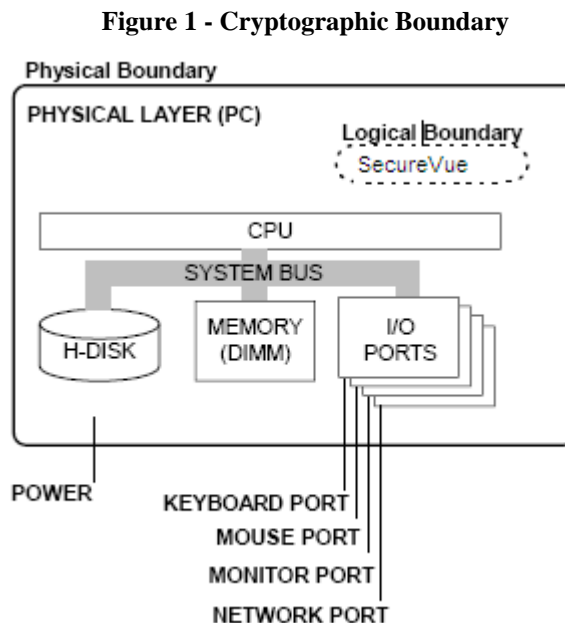 Figure 1 - Cryptographic Boundary
Physical Boundary
PHYSICAL LAYER (PC)
Logical Boundary
SecureVue
CPU
SYSTEM BUS
H-DISK
MEMORY
(DIMM)
I/O
PORTS
POWER
KEYBOARD PORT
MOUSE PORT
MONITOR PORT
NETWORK PORT